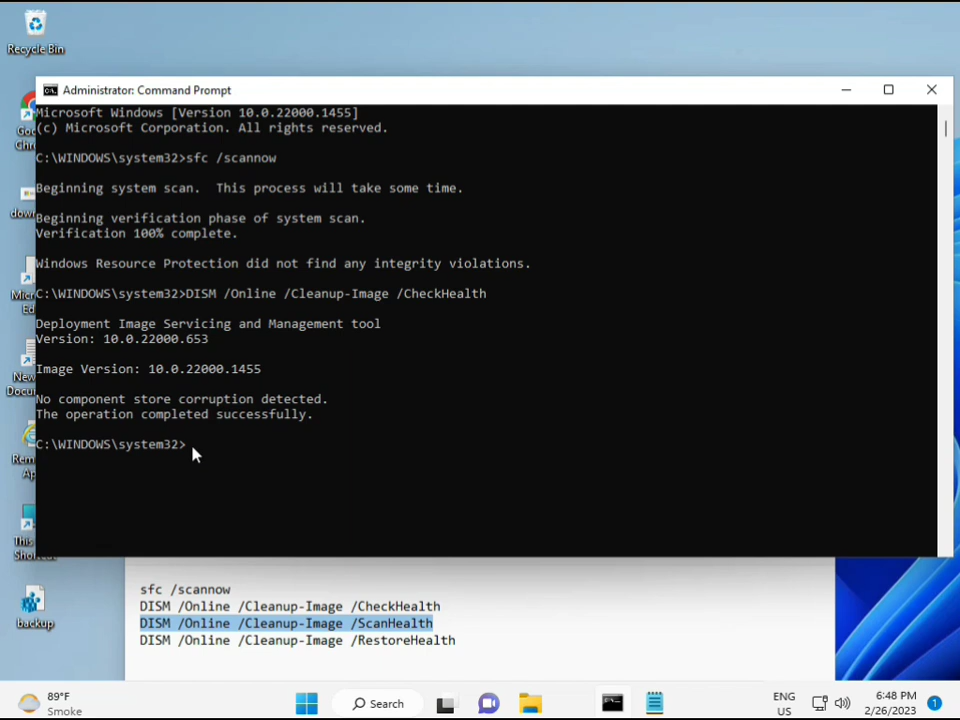 Recycle Bin
Administrator: Command Prompt
Microsoft Windows [Version 10.0.22000.1455]
(c) Microsoft Corporation. All rights reserved.
C:\WINDOWS\system32>sfc /scannow
Beginning system scan.  This process will take some time.
Beginning verification phase of system scan.
Verification 100% complete.
Windows Resource Protection did not find any integrity violations.
C:\WINDOWS\system32>DISM /Online /Cleanup-Image /CheckHealth
Deployment Image Servicing and Management tool
Version: 10.0.22000.653
Image Version: 10.0.22000.1455
No component store corruption detected.
The operation completed successfully.
C:\WINDOWS\system32>
backup
sfc /scannow
DISM /Online /Cleanup-Image /CheckHealth
DISM /Online /Cleanup-Image /ScanHealth
DISM /Online /Cleanup-Image /RestoreHealth
89°F
Smoke
Search
ENG
US
6:48 PM
2/26/2023
1